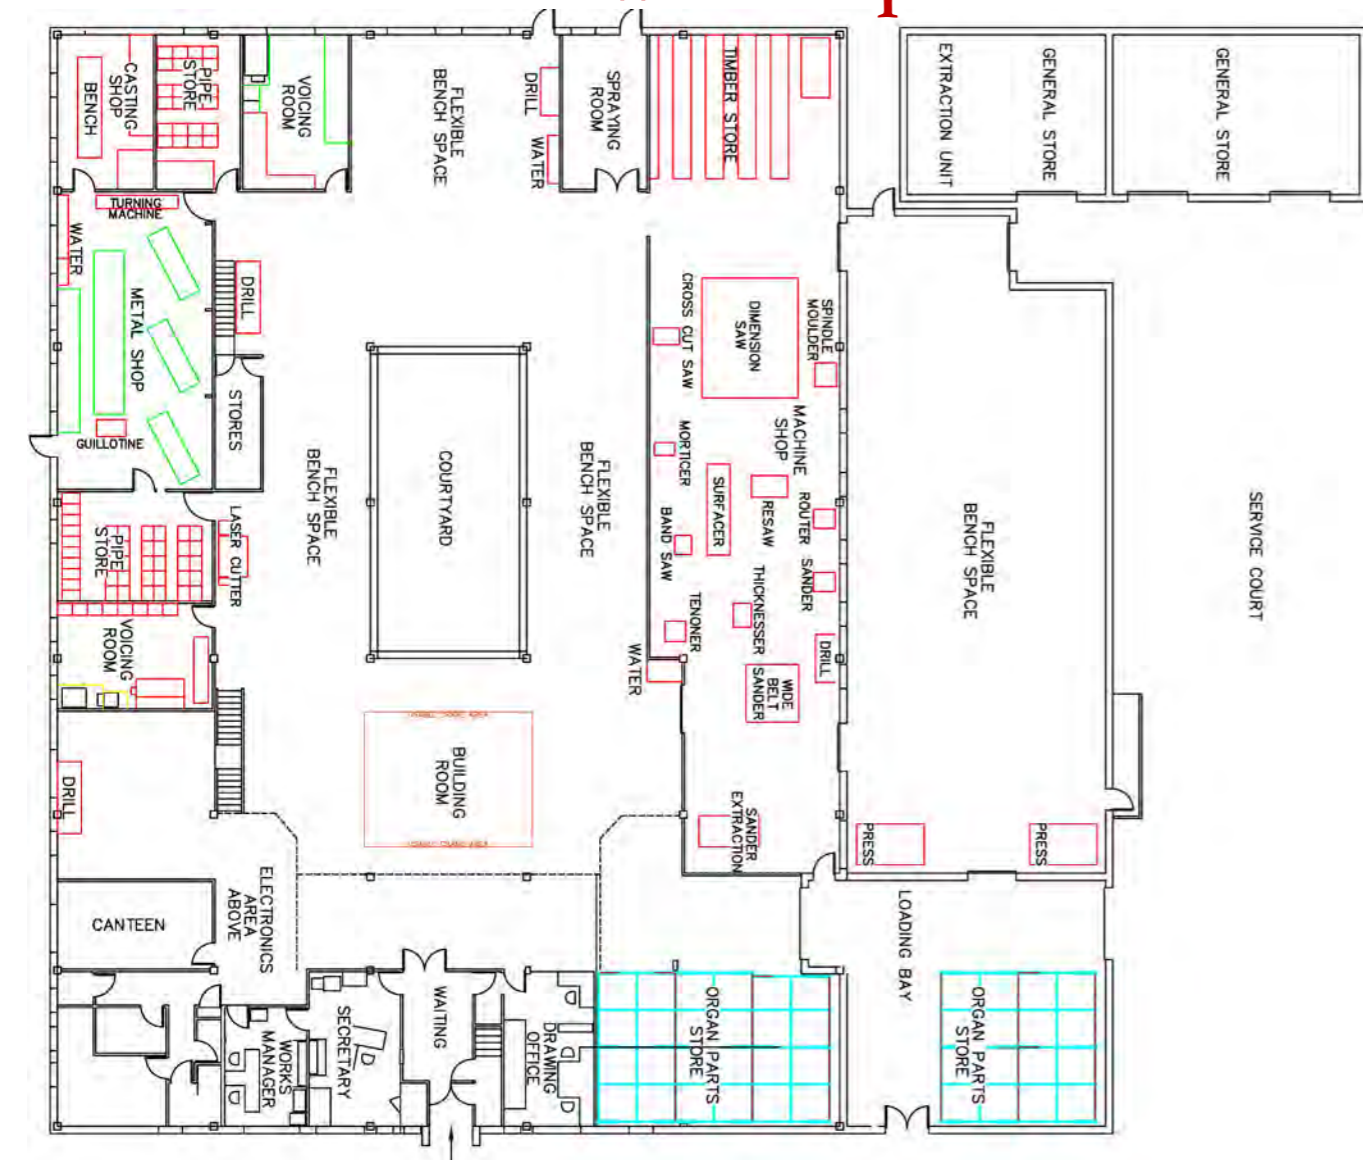 p
CASTING
SHOP
BENCH
PIPE
STORE
VOICING
ROOM
FLEXIBLE
BENCH SPACE
DRILL
WATER
SPRAYING
ROOM
TIMBER STORE
EXTRACTION UNIT
GENERAL STORE
GENERAL STORE
TURNING
MACHINE
WATER
METAL SHOP
GUILLOTINE
DRILL
STORES
FLEXIBLE
BENCH SPACE
COURTYARD
FLEXIBLE
BENCH SPACE
CROSS CUT SAW
DIMENSION
SAW
SPINDLE
MOULDER
MACHINE
SHOP
MORTICER
SURFACER
RESAW
ROUTER
BAND SAW
SANDER
THICKNESSER
TENONER
DRILL
WATER
WIDE
BELT
SANDER
FLEXIBLE
BENCH SPACE
SERVICE COURT
PIPE
STORE
LASER CUTTER
VOICING
ROOM
BUILDING
ROOM
DRILL
SANDER
EXTRACTION
PRESS
PRESS
ELECTRONICS
AREA
ABOVE
CANTEEN
LOADING BAY
WORKS
MANAGER
SECRETARY
WAITING
DRAWING
OFFICE
ORGAN PARTS
STORE
ORGAN PARTS
STORE